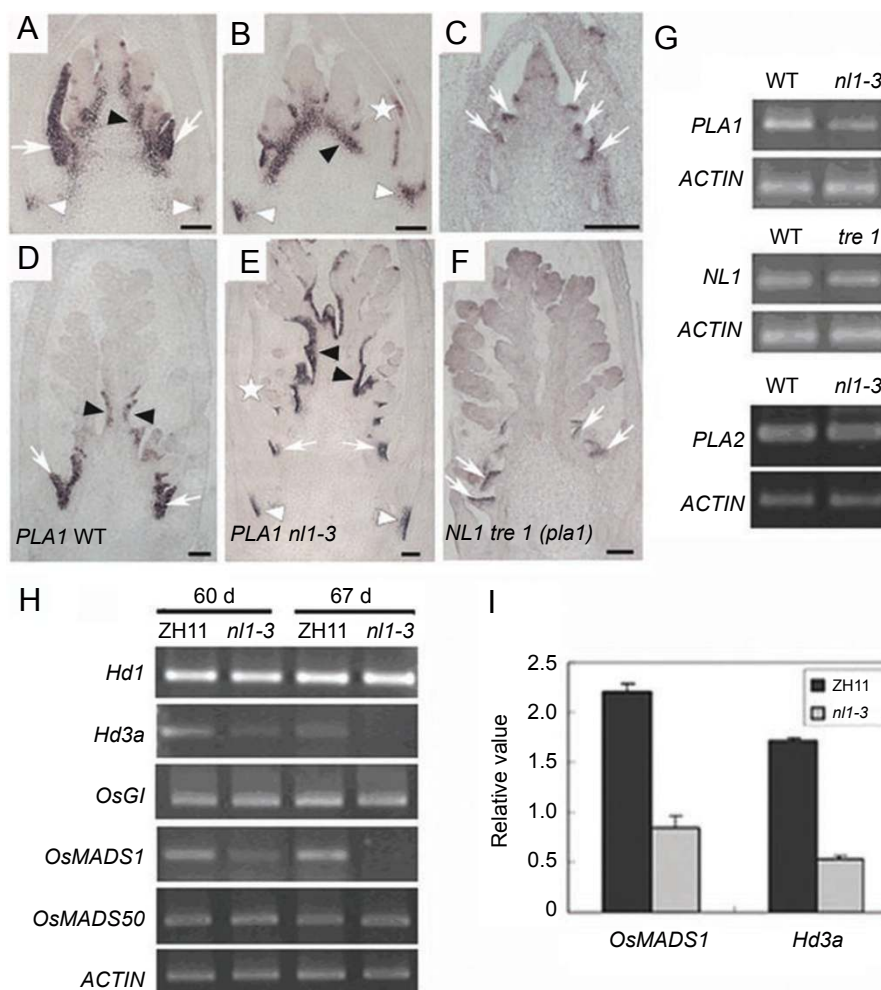 A
B
C
D
PLA1 WT
E
PLA1 nl1-3
F
NL1 tre 1 (pla1)
G
WT nl1-3
PLA1
ACTIN
WT tre 1
NL1
ACTIN
WT nl1-3
PLA2
ACTIN
H
60 d 67 d
ZH11 nl1-3 ZH11 nl1-3
Hd1
Hd3a
OsGI
OsMADS1
OsMADS50
ACTIN
I
2.5
2.0
1.5
1.0
0.5
0
Relative value
ZH11
nl1-3
OsMADS1 Hd3a